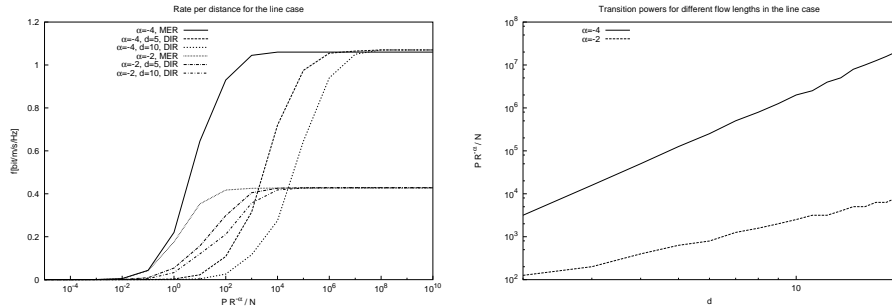 Rate per distance for the line case
α=-4, MER
α=-4, d=5, DIR
α=-4, d=10, DIR
α=-2, MER
α=-2, d=5, DIR
α=-2, d=10, DIR
f[bit/m/s/Hz]
1.2
1
0.8
0.6
0.4
0.2
0
10⁻⁴ 10⁻² 10⁰ 10² 10⁴ 10⁶ 10⁸ 10¹⁰
P R⁻ᵅ / N
Transition powers for different flow lengths in the line case
α=-4
α=-2
P R⁻ᵅ / N
10⁸
10⁷
10⁶
10⁵
10⁴
10³
10²
10
d